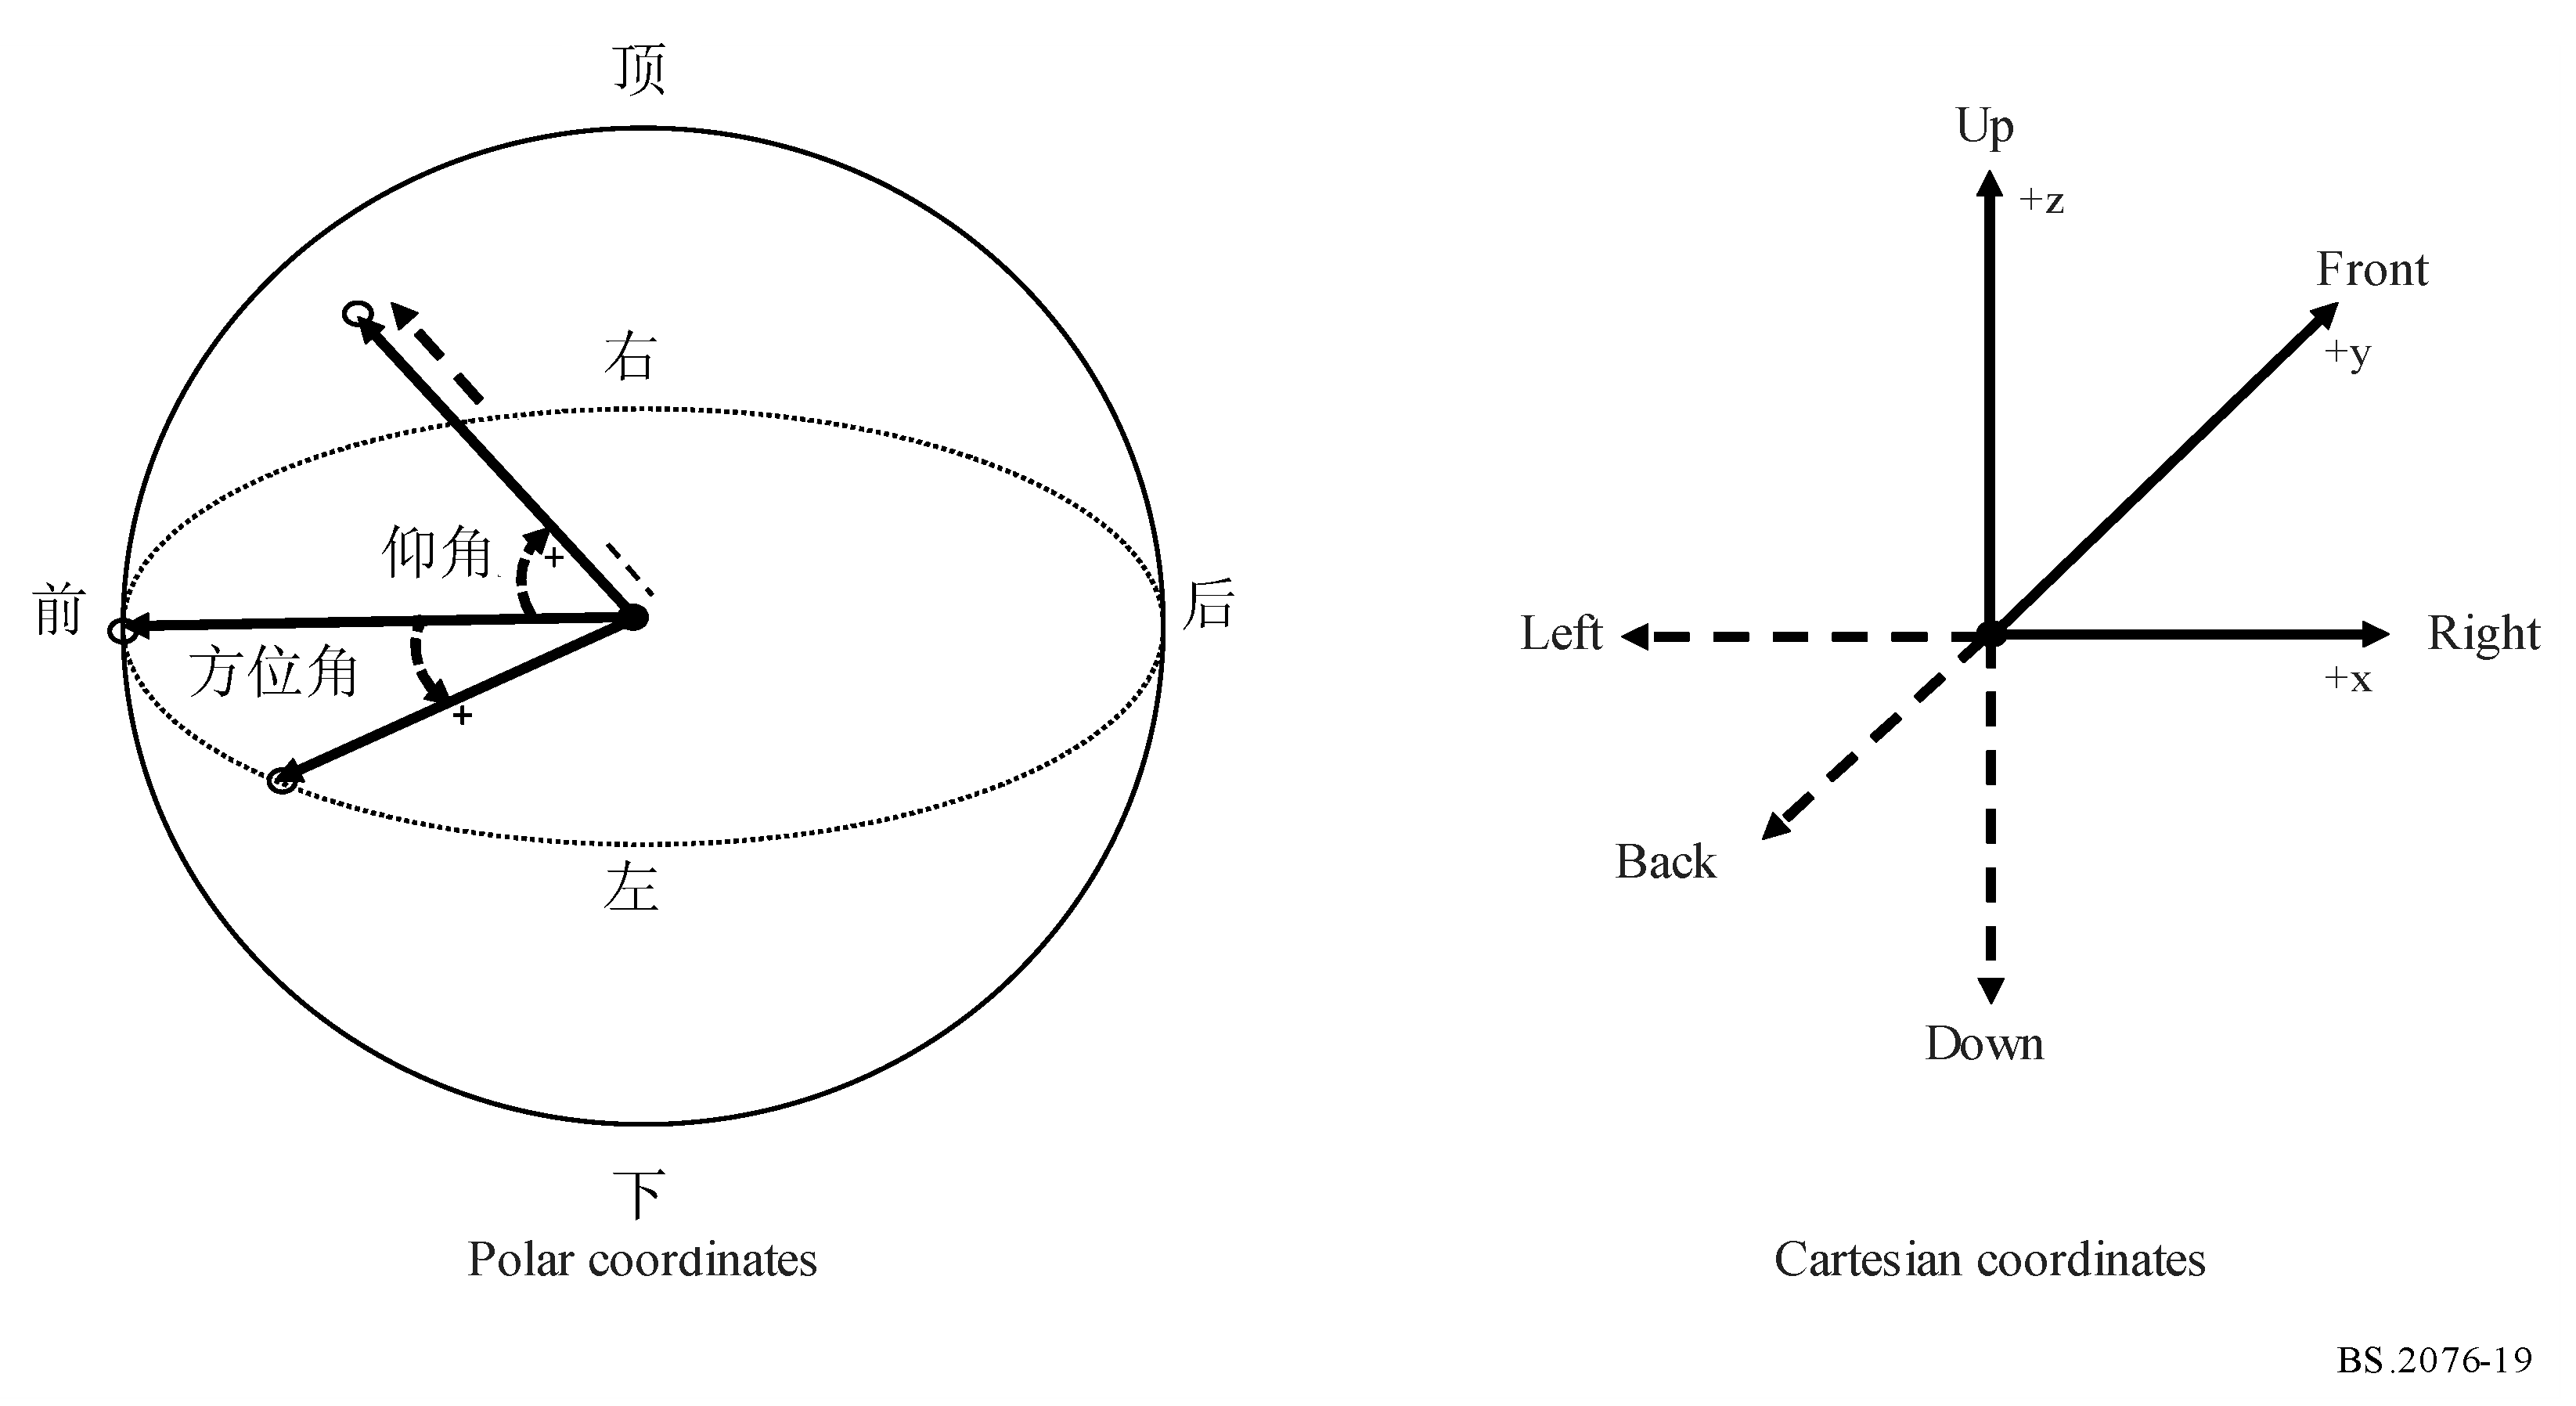 顶
右
仰角
+
前
后
方位角
+
左
下
Polar coordinates
Up
+z
Front
+y
Left
Right
+x
Back
Down
Cartesian coordinates
BS.2076-19